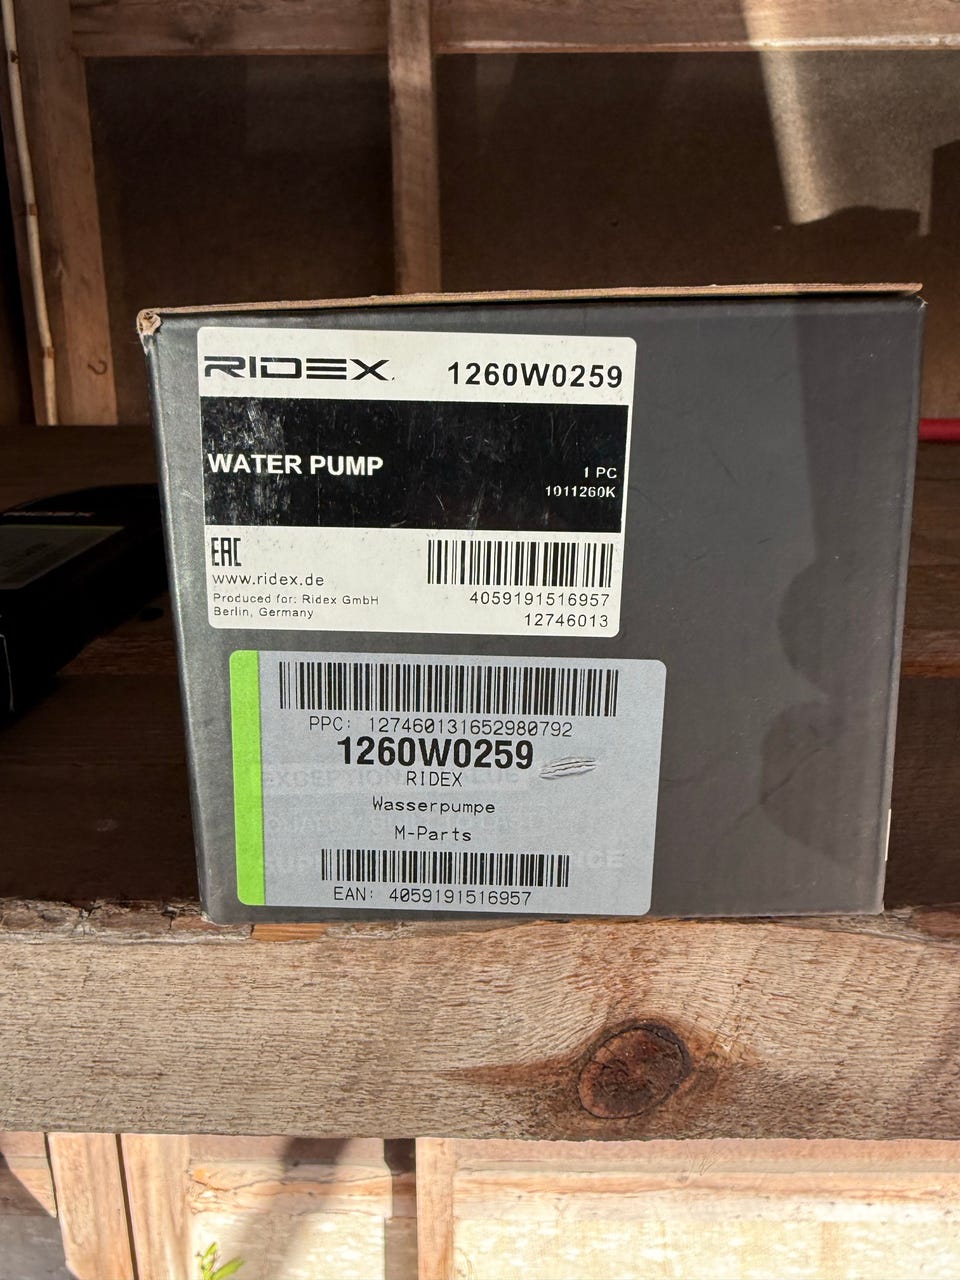 RIDEX 1260W0259
WATER PUMP
1 PC
1011260K
EAC
www.ridex.de
Produced for: Ridex GmbH
Berlin, Germany
4059191516957
12746013
PPC: 127460131652980792
1260W0259
RIDEX
Wasserpumpe
M-Parts
EAN: 4059191516957